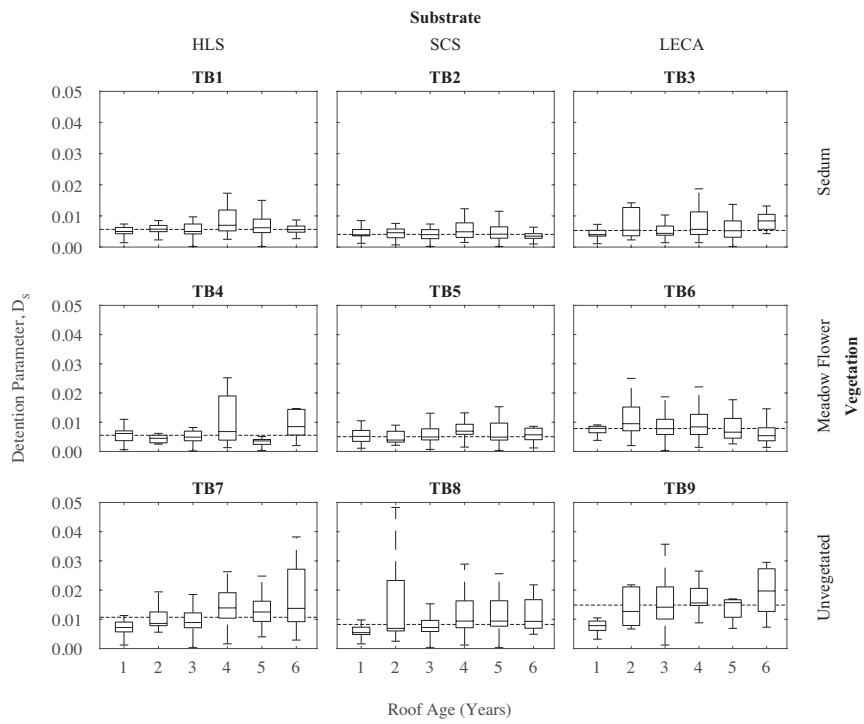 Substrate
HLS SCS LECA
TB1 TB2 TB3
0.05
0.04
0.03
0.02
0.01
0.00
Sedum
TB4 TB5 TB6
0.05
0.04
0.03
0.02
0.01
0.00
Meadow Flower
TB7 TB8 TB9
0.05
0.04
0.03
0.02
0.01
0.00
Unvegetated
1 2 3 4 5 6 1 2 3 4 5 6 1 2 3 4 5 6
Roof Age (Years)
Detention Parameter, D_S
Vegetation